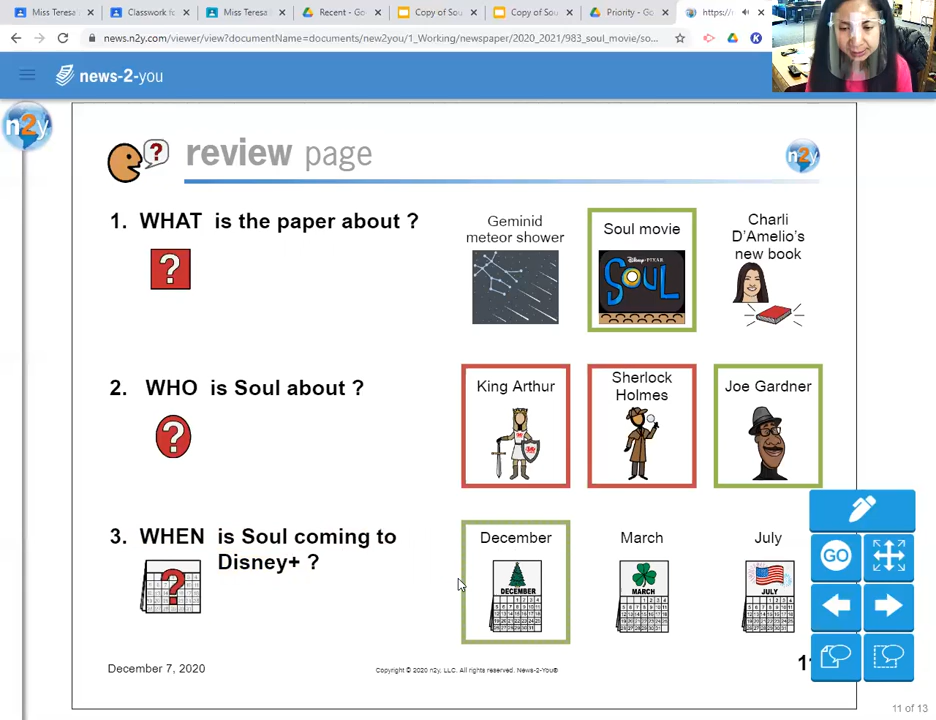 Miss Teresa
Classwork fo
Miss Teresa
Recent - Go
Copy of Sou
Copy of Sou
Priority - Go
https://
news.n2y.com/viewer/view?documentName=documents/new2you/1_Working/newspaper/2020_2021/983_soul_movie/so...
K
news-2-you
n2y
? review page
n2y
1. WHAT is the paper about ?
?
Geminid
meteor shower
Soul movie
DISNEY·PIXAR
SOUL
Charli
D'Amelio's
new book
2. WHO is Soul about ?
?
King Arthur
Sherlock
Holmes
Joe Gardner
3. WHEN is Soul coming to
Disney+ ?
?
December
DECEMBER
March
MARCH
July
JULY
GO
December 7, 2020
Copyright © 2020 n2y, LLC. All rights reserved. News-2-You®
11 of 13